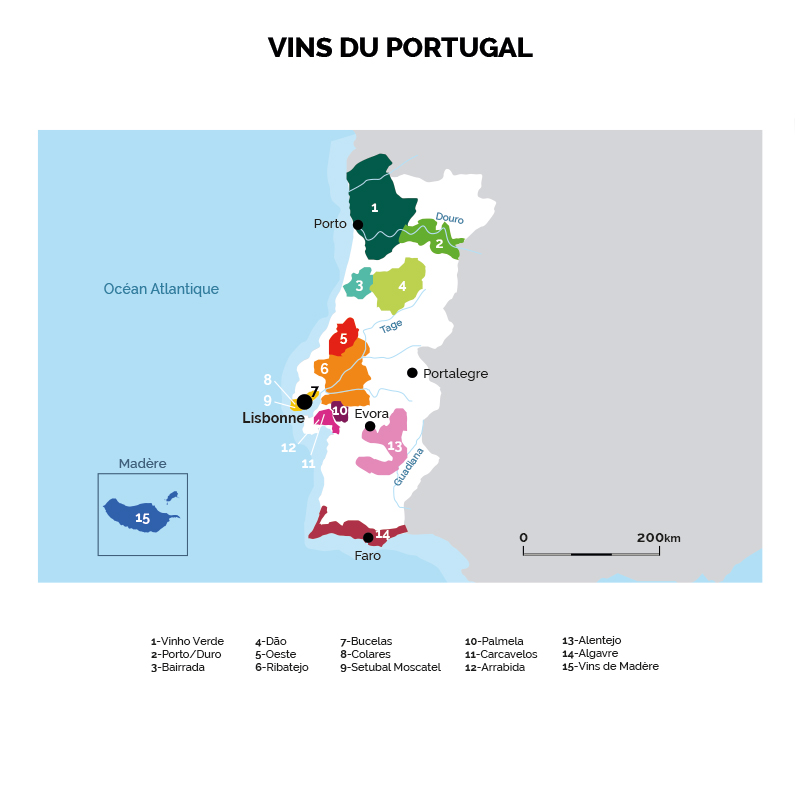 VINS DU PORTUGAL
1
Porto
Douro
2
Océan Atlantique
3
4
Tage
5
6
8
7
Portalegre
9
Lisbonne
10
Evora
12
11
13
Guadiana
Madère
15
14
Faro
0
200km
1-Vinho Verde
2-Porto/Duro
3-Bairrada
4-Dão
5-Oeste
6-Ribatejo
7-Bucelas
8-Colares
9-Setubal Moscatel
10-Palmela
11-Carcavelos
12-Arrabida
13-Alentejo
14-Algavre
15-Vins de Madère